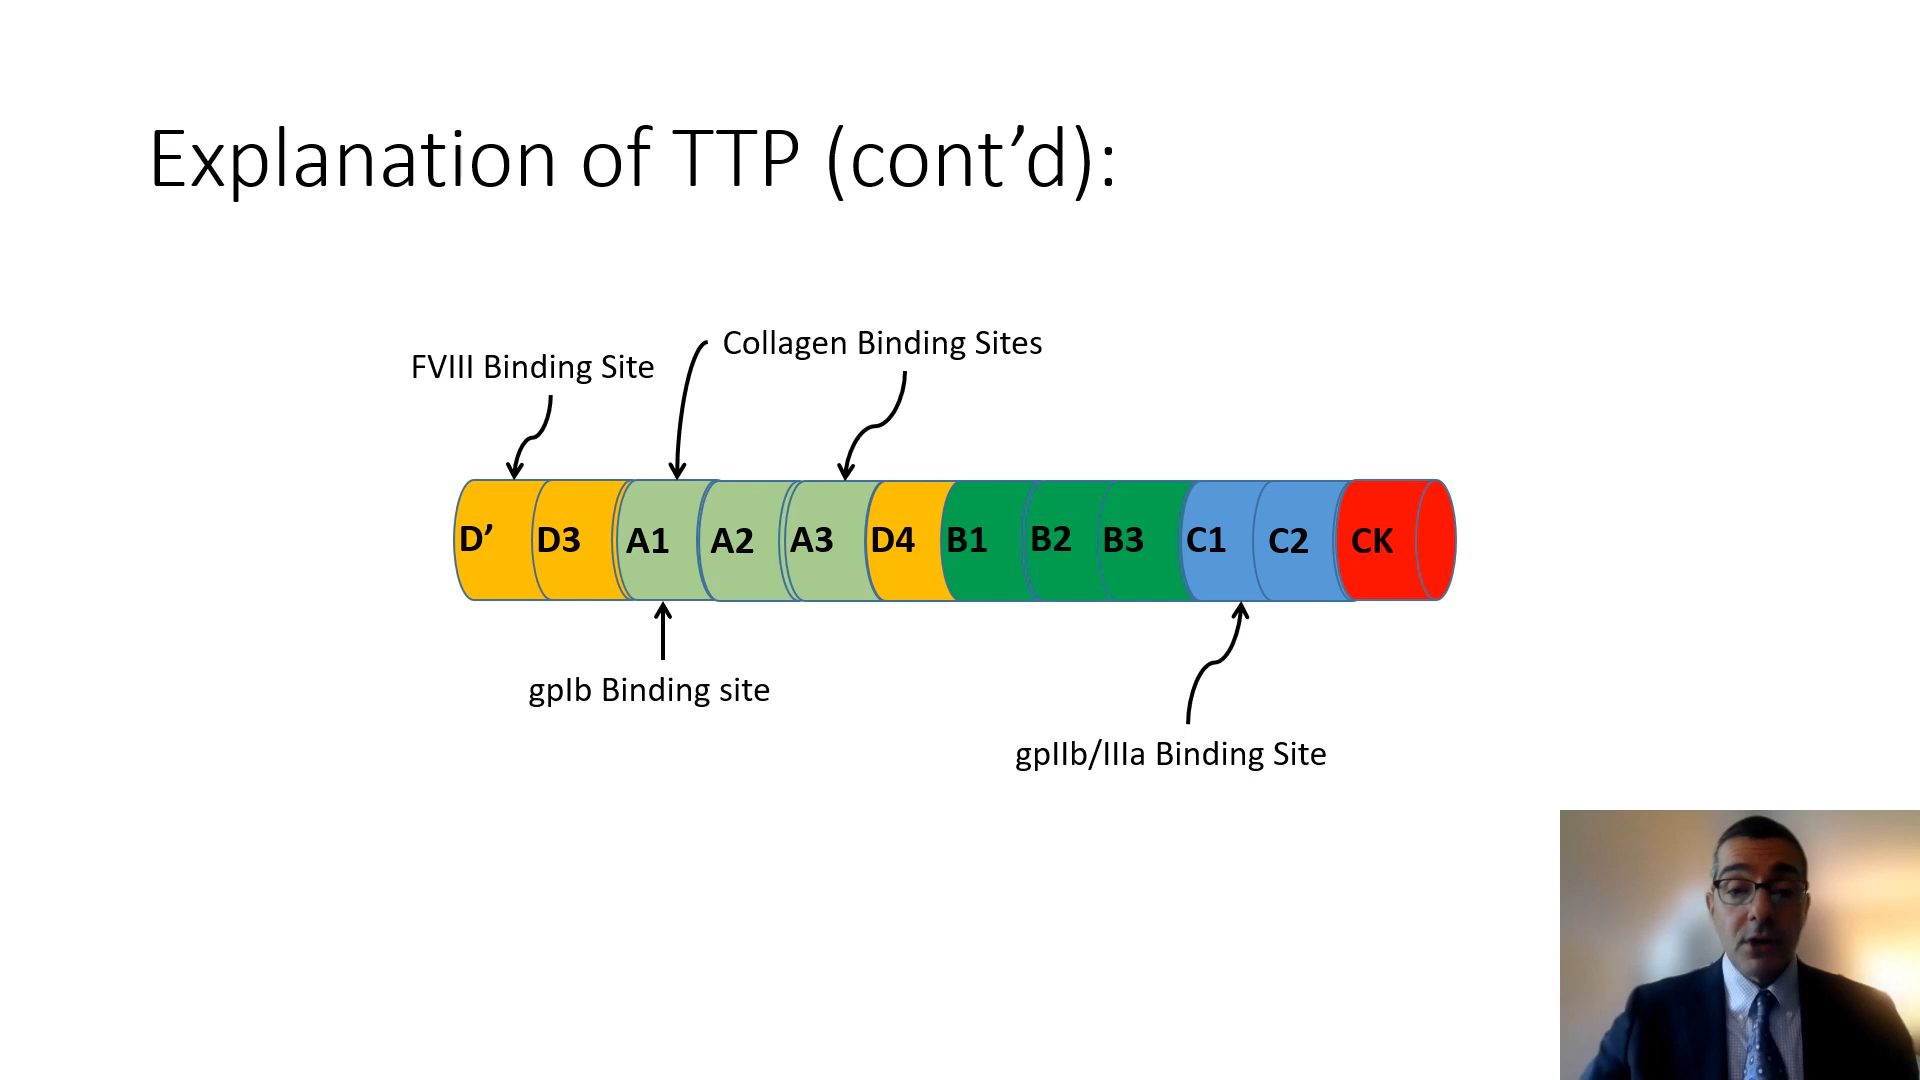 Explanation of TTP (cont’d):
Collagen Binding Sites
FVIII Binding Site
D’ D3 A1 A2 A3 D4 B1 B2 B3 C1 C2 CK
gpIb Binding site
gpIIb/IIIa Binding Site